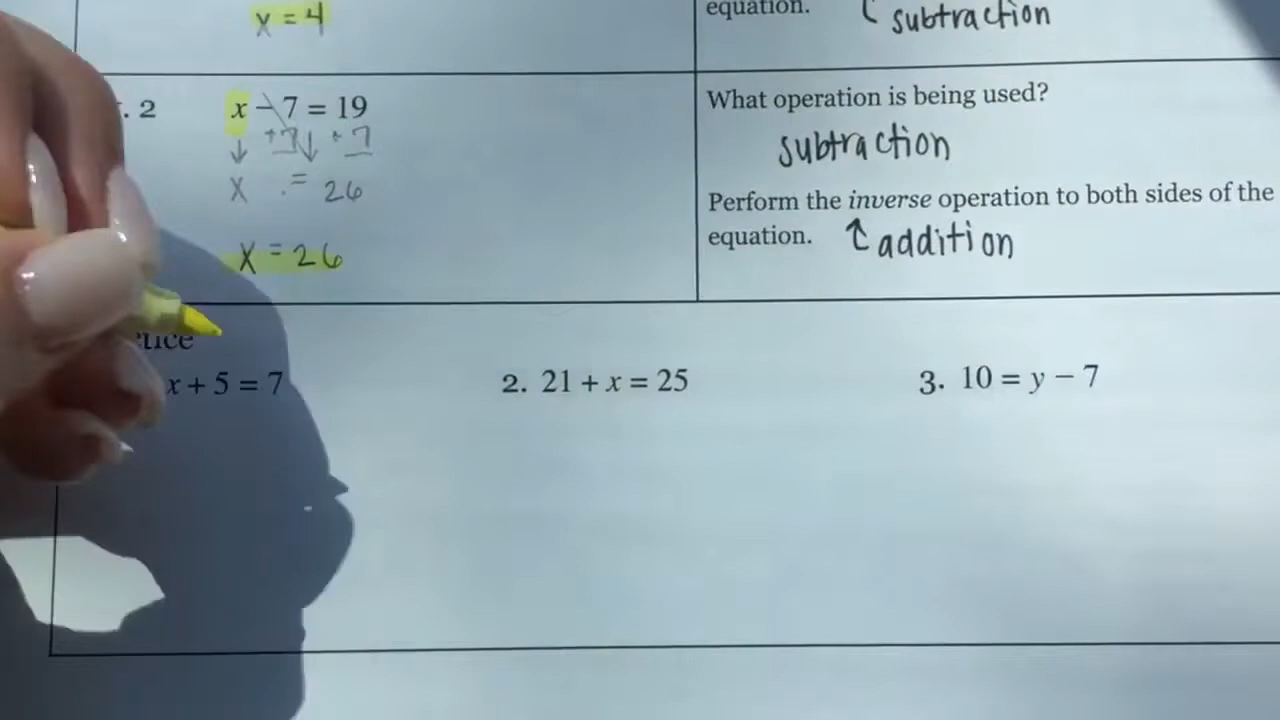 x = 4
equation.
subtraction
. 2
x - 7 = 19
+7 + 7
x = 26
x = 26
What operation is being used?
subtraction
Perform the inverse operation to both sides of the
equation. ↑ addition
x + 5 = 7
2. 21 + x = 25
3. 10 = y - 7